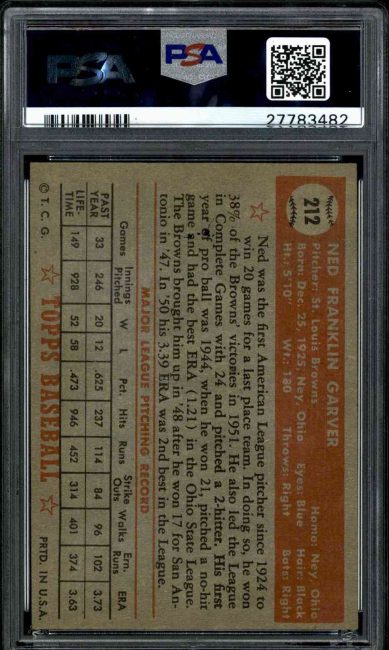 PSA
PSA
27783482
212
NED FRANKLIN GARVER
Pitcher: St. Louis Browns Home: Ney, Ohio
Born: Dec. 25, 1925, Ney, Ohio Eyes: Blue Hair: Black
Ht.: 5'10" Wt.: 180 Throws: Right Bats: Right
Ned was the first American League pitcher since 1924 to
win 20 games for a last place team. In doing so, he won
38% of the Browns' victories in 1951. He also led the League
in Complete Games with 24 and pitched a 2-hitter. His first
year of pro ball was 1944, when he won 21, pitched a no-hit
game and had the best ERA (1.21) in the Ohio State League.
The Browns brought him up in '48 after he won 17 for San An-
tonio in '47. In '50 his 3.39 ERA was 2nd best in the League.
MAJOR LEAGUE PITCHING RECORD
Games Innings Pitched W L Pct. Hits Runs Strike Outs Walks Ern. Runs ERA
PAST YEAR 33 246 20 12 .625 237 114 84 96 102 3.73
LIFE-TIME 149 928 52 58 .473 946 452 314 401 374 3.63
© T. C. G. TOPPS BASEBALL PRTD. IN U.S.A.